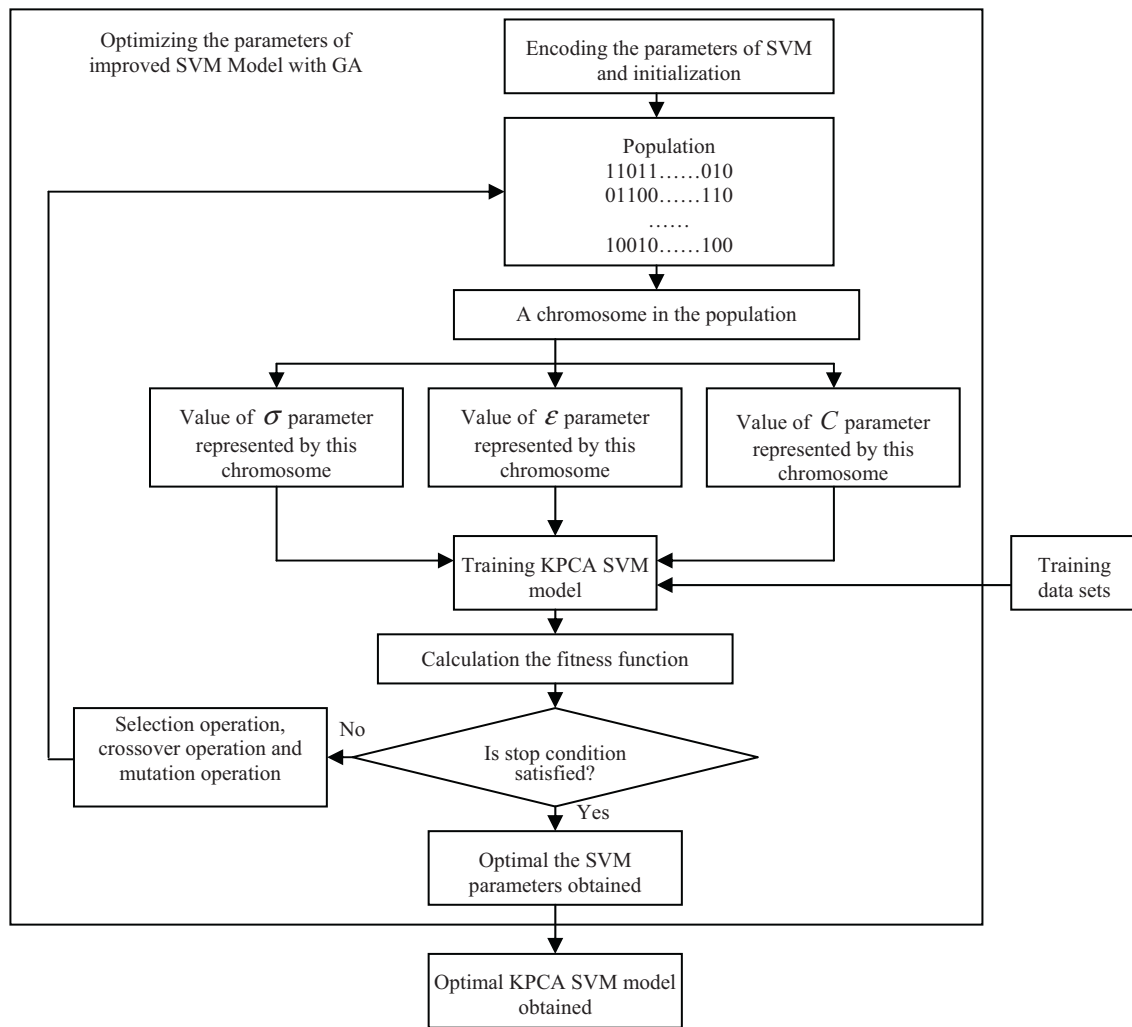 Optimizing the parameters of
improved SVM Model with GA
Encoding the parameters of SVM
and initialization
Population
11011……010
01100……110
……
10010……100
A chromosome in the population
Value of σ parameter
represented by this
chromosome
Value of ε parameter
represented by this
chromosome
Value of C parameter
represented by this
chromosome
Training KPCA SVM
model
Training
data sets
Calculation the fitness function
Selection operation,
crossover operation and
mutation operation
No
Is stop condition
satisfied?
Yes
Optimal the SVM
parameters obtained
Optimal KPCA SVM model
obtained